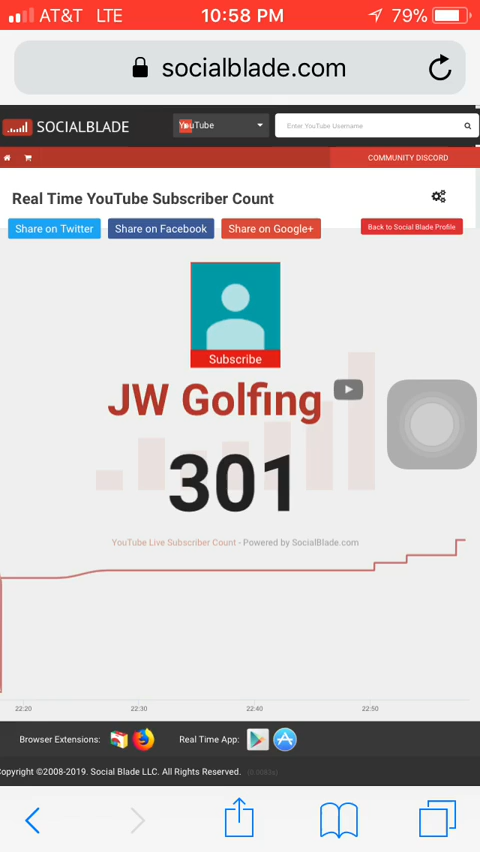 AT&T LTE 10:58 PM 79%
socialblade.com
SOCIALBLADE YouTube Enter YouTube Username
COMMUNITY DISCORD
Real Time YouTube Subscriber Count
Share on Twitter Share on Facebook Share on Google+ Back to Social Blade Profile
Subscribe
JW Golfing
301
YouTube Live Subscriber Count - Powered by SocialBlade.com
22:20 22:30 22:40 22:50
Browser Extensions: Real Time App:
opyright ©2008-2019. Social Blade LLC. All Rights Reserved.